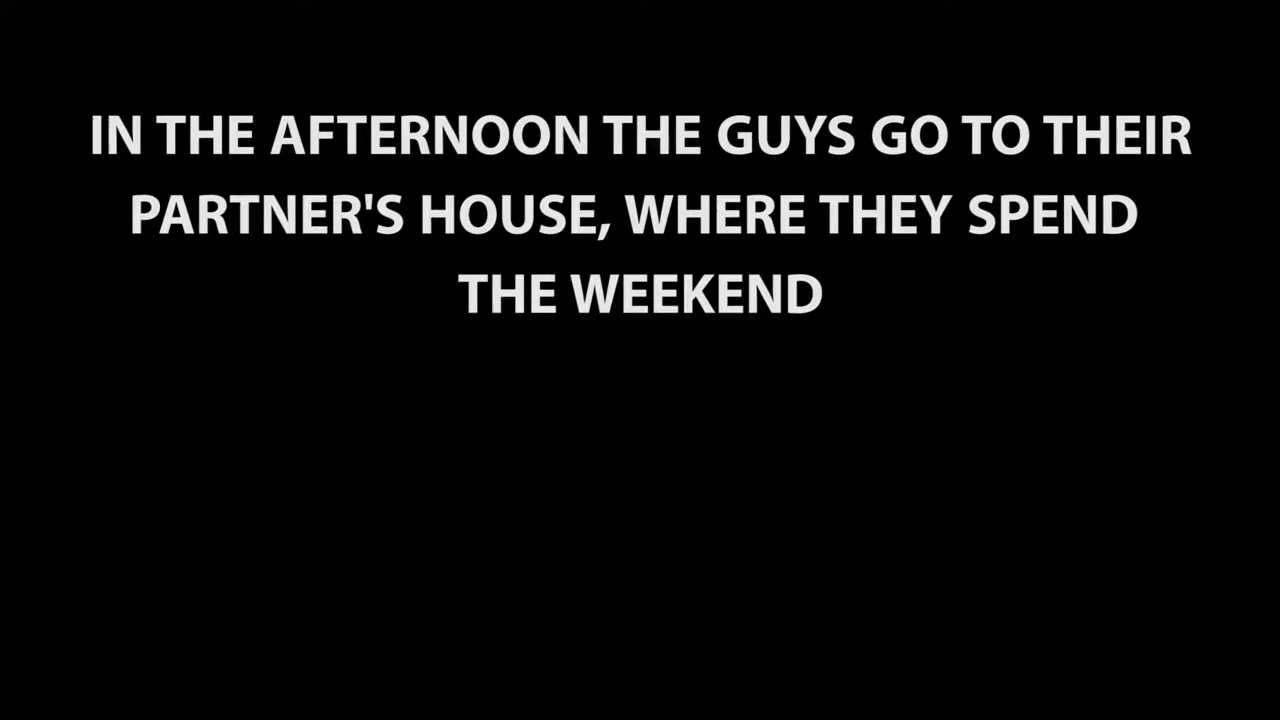 IN THE AFTERNOON THE GUYS GO TO THEIR
PARTNER'S HOUSE, WHERE THEY SPEND
THE WEEKEND